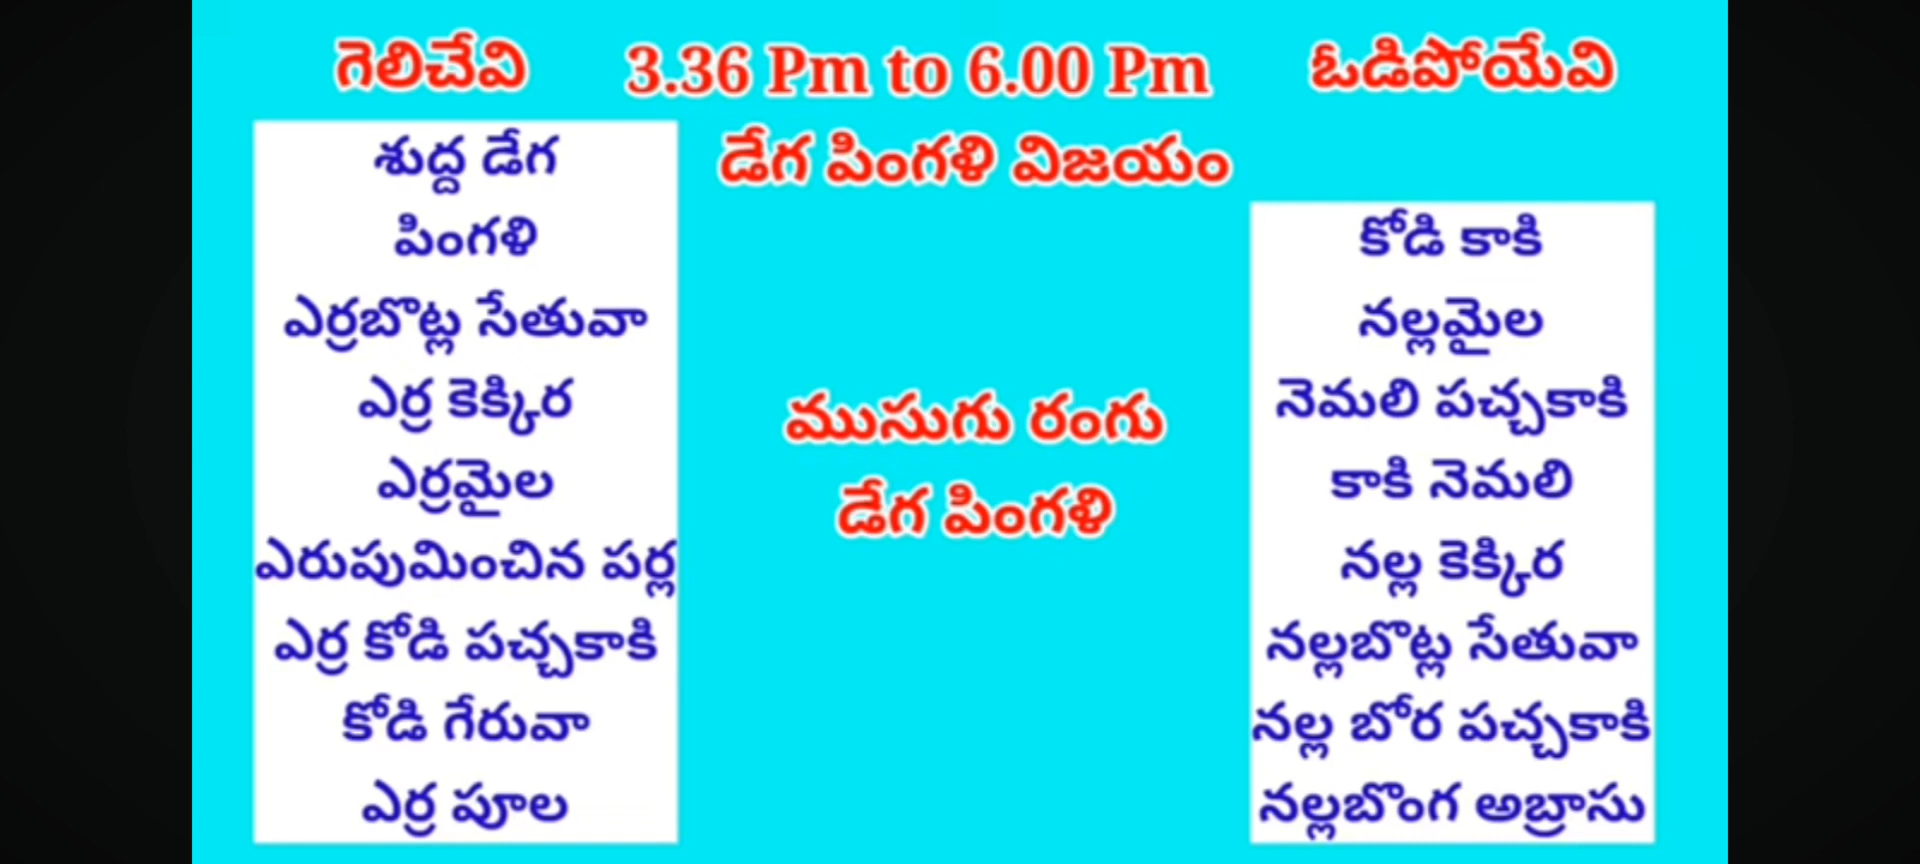 గెలిచేవి
3.36 Pm to 6.00 Pm
ఓడిపోయేవి
డేగ పింగళి విజయం
శుద్ద డేగ
పింగళి
ఎర్రబొట్ల సేతువా
ఎర్ర కెక్కిర
ఎర్రమైల
ఎరుపుమించిన పర్ల
ఎర్ర కోడి పచ్చకాకి
కోడి గేరువా
ఎర్ర పూల
ముసుగు రంగు
డేగ పింగళి
కోడి కాకి
నల్లమైల
నెమలి పచ్చకాకి
కాకి నెమలి
నల్ల కెక్కిర
నల్లబొట్ల సేతువా
నల్ల బోర పచ్చకాకి
నల్లబొంగ అబ్రాసు